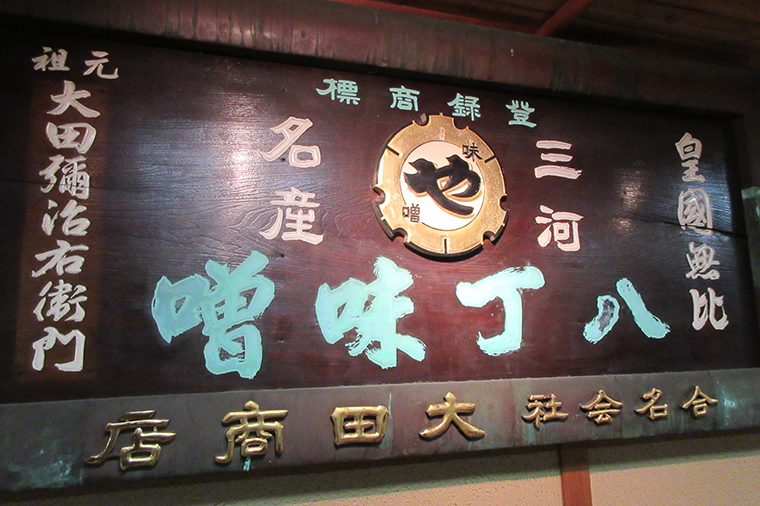 登録商標
皇國無比
三河
味
也
噌
名産
八丁味噌
元祖
大田彌治右衛門
合名会社大田商店